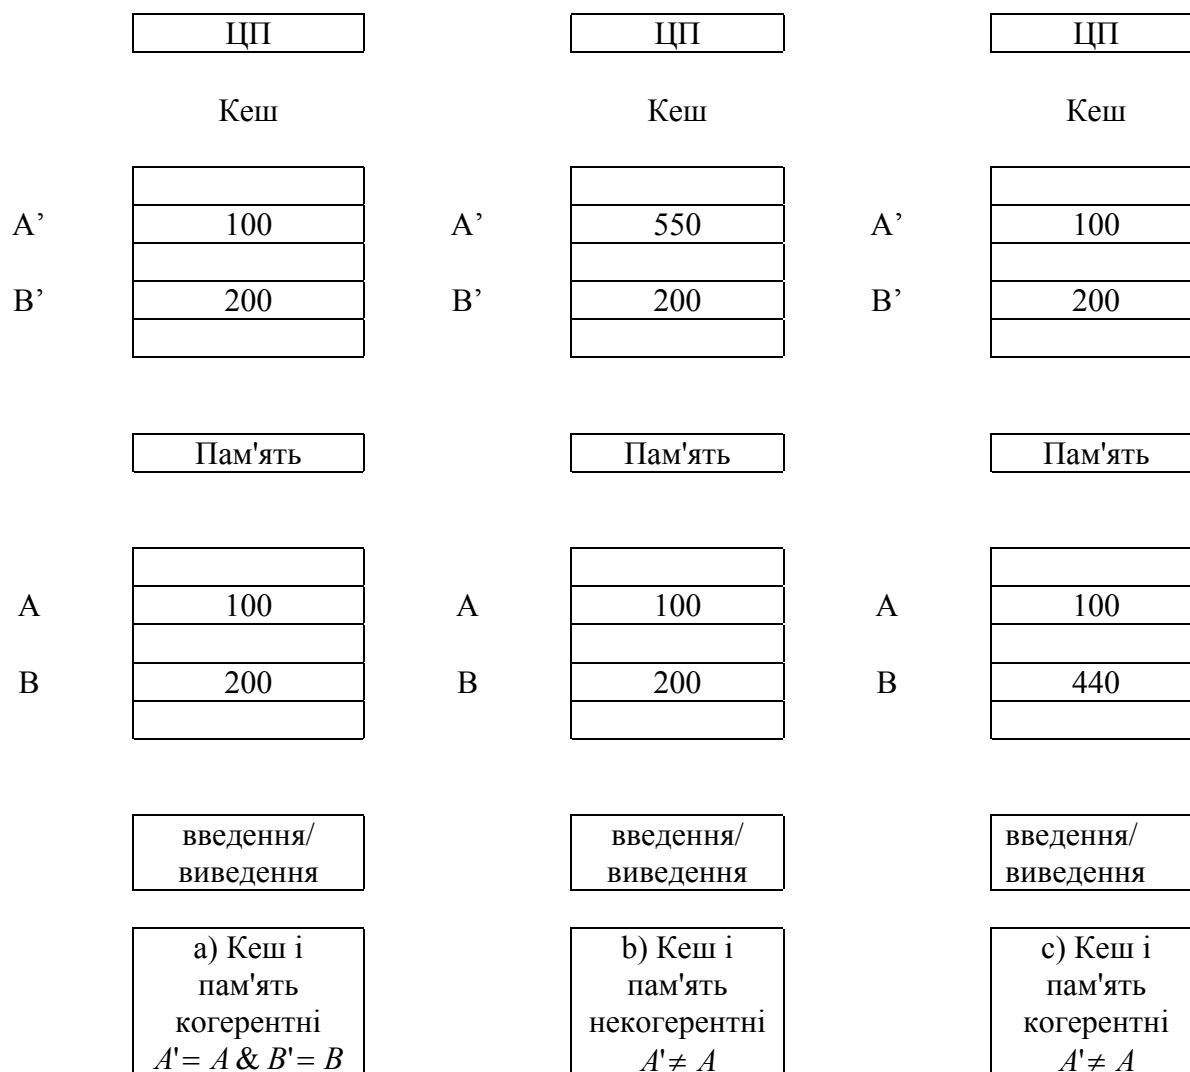 ЦП ЦП ЦП
Кеш Кеш Кеш
A’ 100 A’ 550 A’ 100
B’ 200 B’ 200 B’ 200
Пам'ять Пам'ять Пам'ять
A 100 A 100 A 100
B 200 B 200 B 440
введення/ введення/ введення/
виведення виведення виведення
a) Кеш і b) Кеш і c) Кеш і
пам'ять пам'ять пам'ять
когерентні некогерентні когерентні
A'= A & B'= B A'≠ A A'≠ A